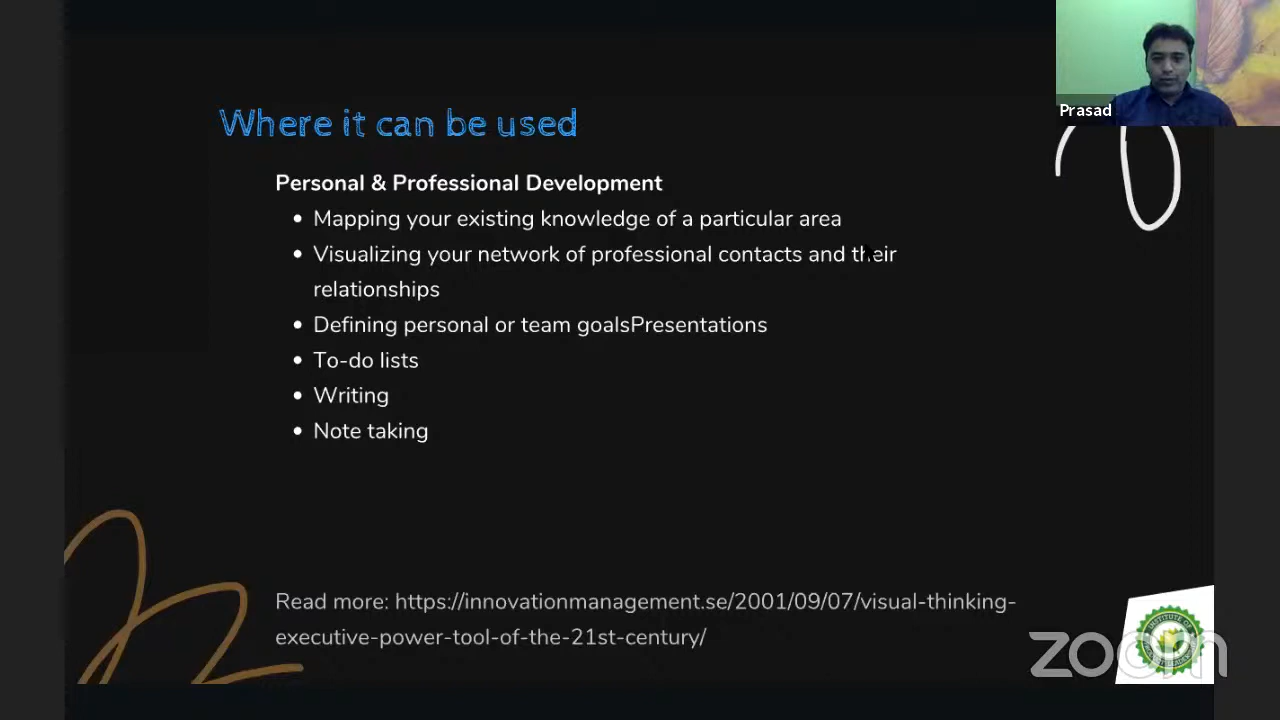 Prasad
Where it can be used
Personal & Professional Development
• Mapping your existing knowledge of a particular area
• Visualizing your network of professional contacts and their
relationships
• Defining personal or team goalsPresentations
• To-do lists
• Writing
• Note taking
Read more: https://innovationmanagement.se/2001/09/07/visual-thinking-
executive-power-tool-of-the-21st-century/
zoom
INSTITUTE OF